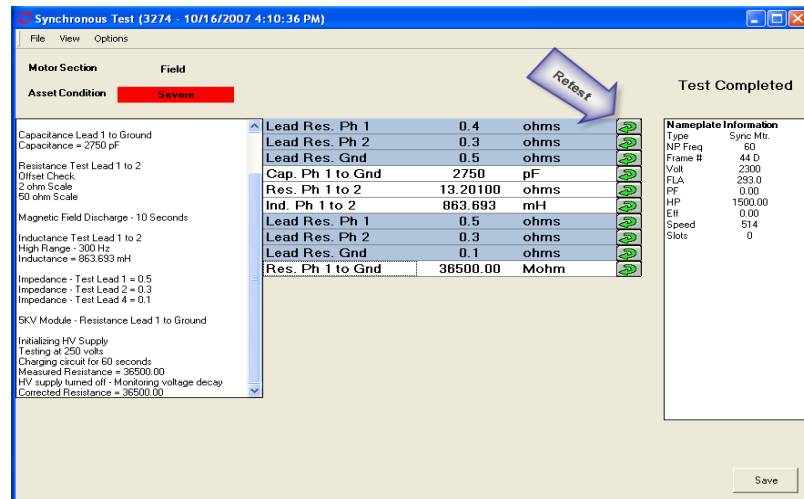 Synchronous Test (3274 - 10/16/2007 4:10:36 PM)
File View Options
Motor Section Field
Asset Condition Severe
Retest
Test Completed
Capacitance Lead 1 to Ground
Capacitance = 2750 pF
Resistance Test Lead 1 to 2
Offset Check
2 ohm Scale
50 ohm Scale
Magnetic Field Discharge - 10 Seconds
Inductance Test Lead 1 to 2
High Range - 300 Hz
Inductance = 863.693 mH
Impedance - Test Lead 1 = 0.5
Impedance - Test Lead 2 = 0.3
Impedance - Test Lead 4 = 0.1
5KV Module - Resistance Lead 1 to Ground
Initializing HV Supply
Testing at 250 volts
Charging circuit for 60 seconds
Measured Resistance = 36500.00
HV supply turned off - Monitoring voltage decay
Corrected Resistance = 36500.00
Lead Res. Ph 1 0.4 ohms
Lead Res. Ph 2 0.3 ohms
Lead Res. Gnd 0.5 ohms
Cap. Ph 1 to Gnd 2750 pF
Res. Ph 1 to 2 13.20100 ohms
Ind. Ph 1 to 2 863.693 mH
Lead Res. Ph 1 0.5 ohms
Lead Res. Ph 2 0.3 ohms
Lead Res. Gnd 0.1 ohms
Res. Ph 1 to Gnd 36500.00 Mohm
Nameplate Information
Type Sync Mtr.
NP Freq 60
Frame # 44 D
Volt 2300
FLA 293.0
PF 0.00
HP 1500.00
Eff 0.00
Speed 514
Slots 0
Save